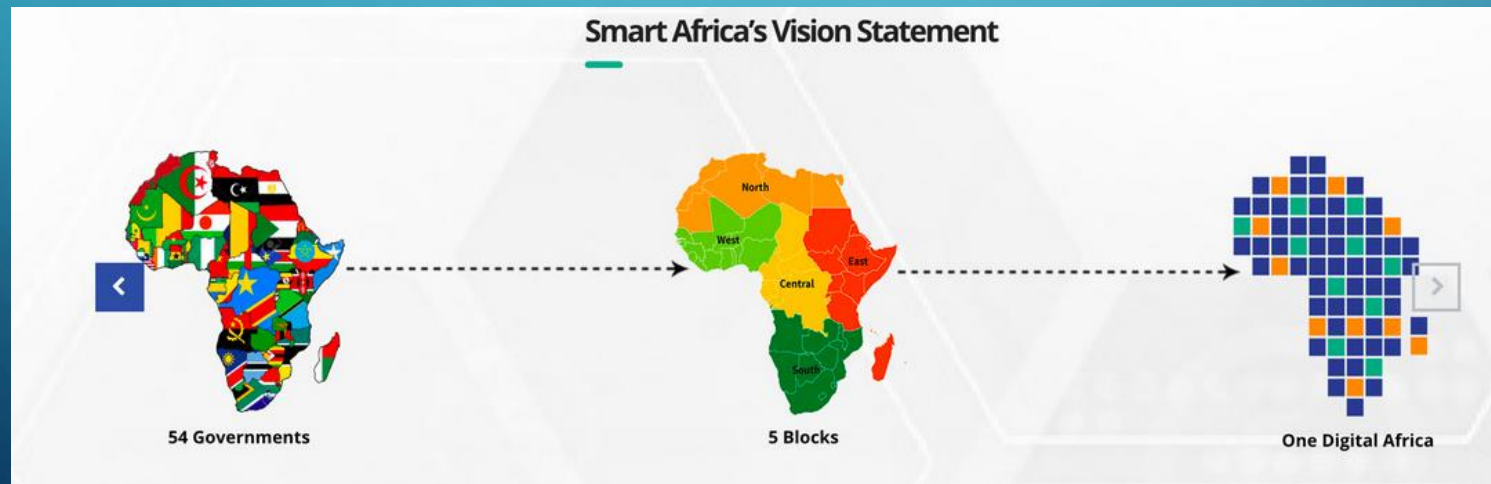 Smart Africa's Vision Statement
North
West
East
Central
South
54 Governments
5 Blocks
One Digital Africa